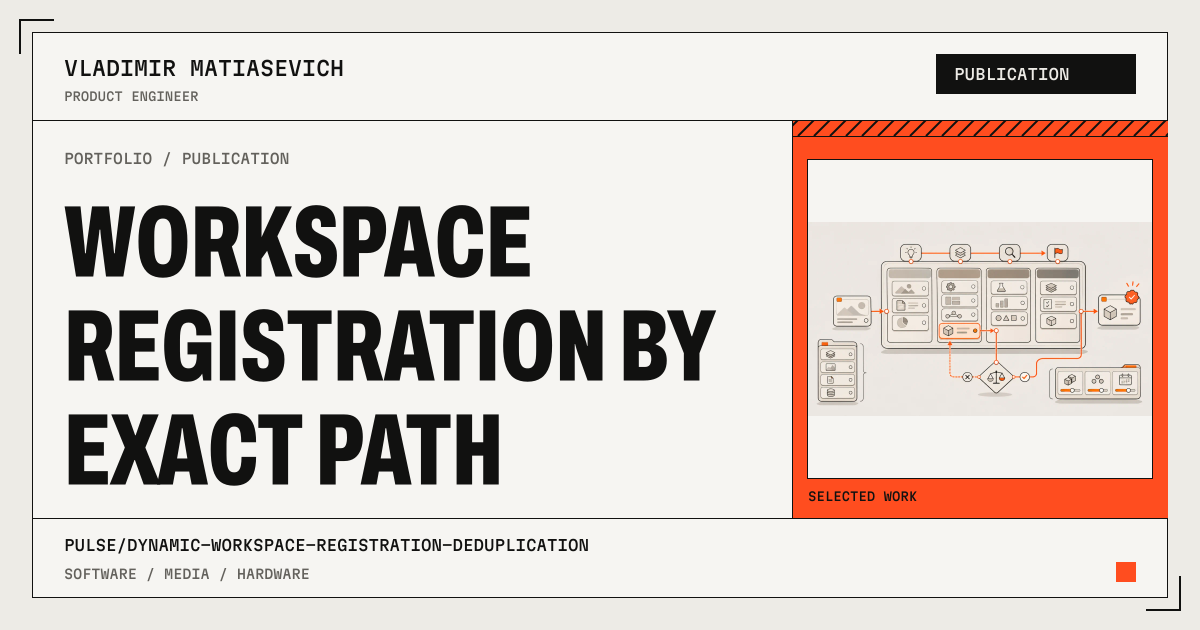 VLADIMIR MATIASEVICH
PRODUCT ENGINEER
PUBLICATION
PORTFOLIO / PUBLICATION
WORKSPACE
REGISTRATION BY
EXACT PATH
SELECTED WORK
PULSE/DYNAMIC–WORKSPACE–REGISTRATION–DEDUPLICATION
SOFTWARE / MEDIA / HARDWARE